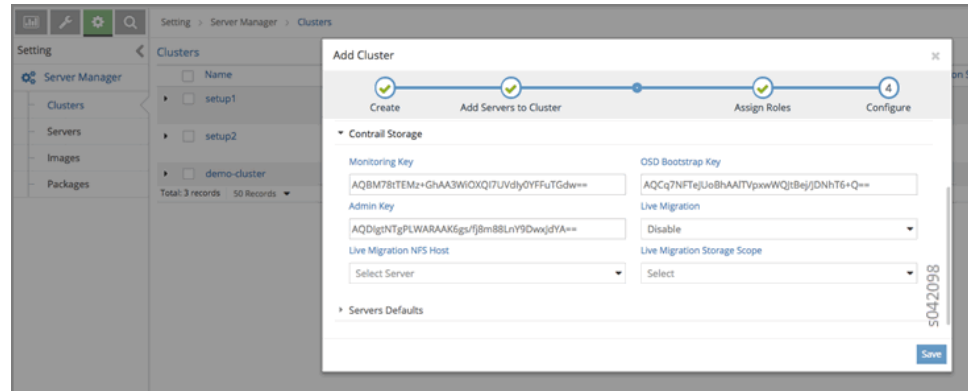 Setting > Server Manager > Clusters
Setting
Server Manager
Clusters
Servers
Images
Packages
Clusters
Name
setup1
setup2
demo-cluster
Total: 3 records 50 Records
Add Cluster
Create
Add Servers to Cluster
Assign Roles
4
Configure
Contrail Storage
Monitoring Key
OSD Bootstrap Key
AQBM78tTEMz+GhAA3WiOXQI7UVdIy0YFFuTGdw==
AQCq7NFTeJUoBhAAITVpxwWQJtBej/JDNhT6+Q==
Admin Key
Live Migration
AQDIgtNTgPLWARAAK6gs/fj8m88LnY9DwxJdYA==
Disable
Live Migration NFS Host
Live Migration Storage Scope
Select Server
Select
Servers Defaults
Save
s042098